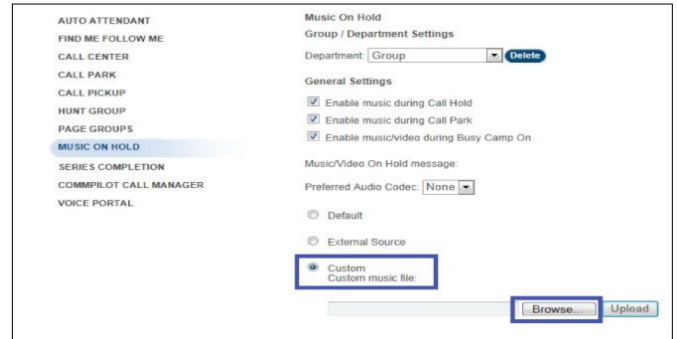 AUTO ATTENDANT
FIND ME FOLLOW ME
CALL CENTER
CALL PARK
CALL PICKUP
HUNT GROUP
PAGE GROUPS
MUSIC ON HOLD
SERIES COMPLETION
COMMPILOT CALL MANAGER
VOICE PORTAL
Music On Hold
Group / Department Settings
Department: Group Delete
General Settings
Enable music during Call Hold
Enable music during Call Park
Enable music/video during Busy Camp On
Music/Video On Hold message:
Preferred Audio Codec: None
Default
External Source
Custom
Custom music file:
Browse... Upload